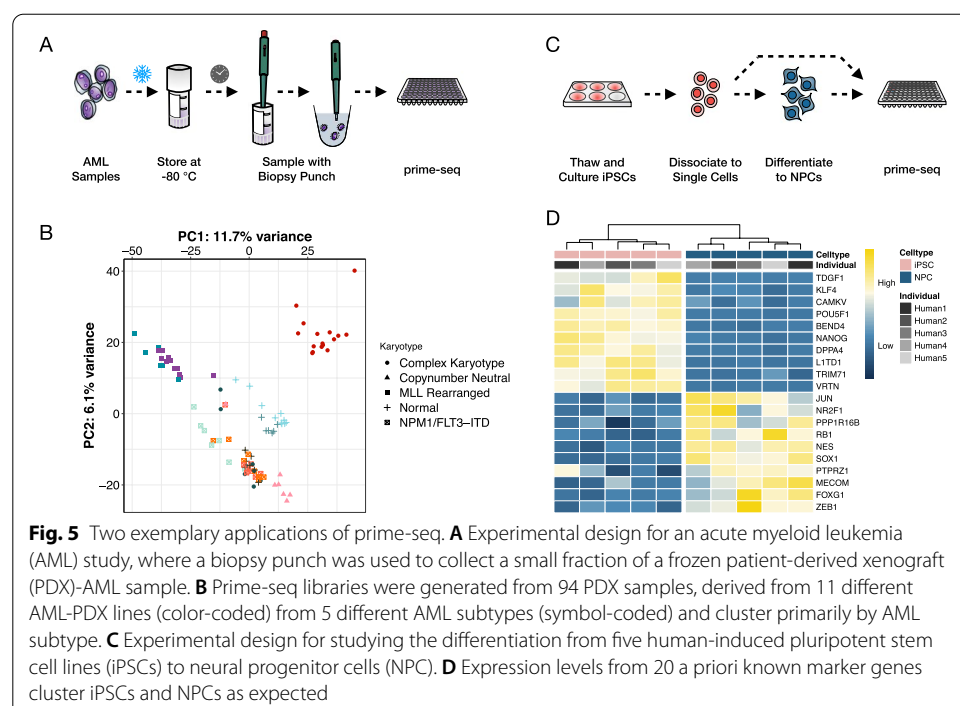 A
AML
Samples
Store at
-80 °C
Sample with
Biopsy Punch
prime-seq
C
Thaw and
Culture iPSCs
Dissociate to
Single Cells
Differentiate
to NPCs
prime-seq
B
PC1: 11.7% variance
−50 −25 0 25
PC2: 6.1% variance
40
20
0
−20
Karyotype
Complex Karyotype
Copynumber Neutral
MLL Rearranged
Normal
NPM1/FLT3−ITD
D
Celltype
Individual
TDGF1
KLF4
CAMKV
POU5F1
BEND4
NANOG
DPPA4
L1TD1
TRIM71
VRTN
JUN
NR2F1
PPP1R16B
RB1
NES
SOX1
PTPRZ1
MECOM
FOXG1
ZEB1
High
Low
Celltype
iPSC
NPC
Individual
Human1
Human2
Human3
Human4
Human5
Fig. 5 Two exemplary applications of prime-seq. A Experimental design for an acute myeloid leukemia
(AML) study, where a biopsy punch was used to collect a small fraction of a frozen patient-derived xenograft
(PDX)-AML sample. B Prime-seq libraries were generated from 94 PDX samples, derived from 11 different
AML-PDX lines (color-coded) from 5 different AML subtypes (symbol-coded) and cluster primarily by AML
subtype. C Experimental design for studying the differentiation from five human-induced pluripotent stem
cell lines (iPSCs) to neural progenitor cells (NPC). D Expression levels from 20 a priori known marker genes
cluster iPSCs and NPCs as expected